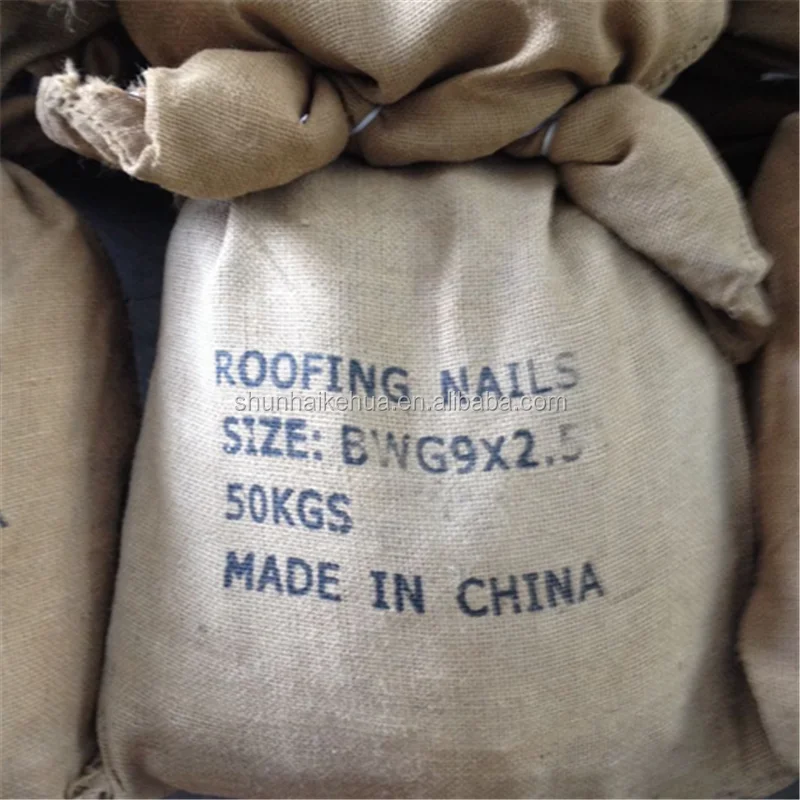 ROOFING NAILS
shunhaikehua.en.alibaba.com
SIZE: BWG9X2.5
50KGS
MADE IN CHINA